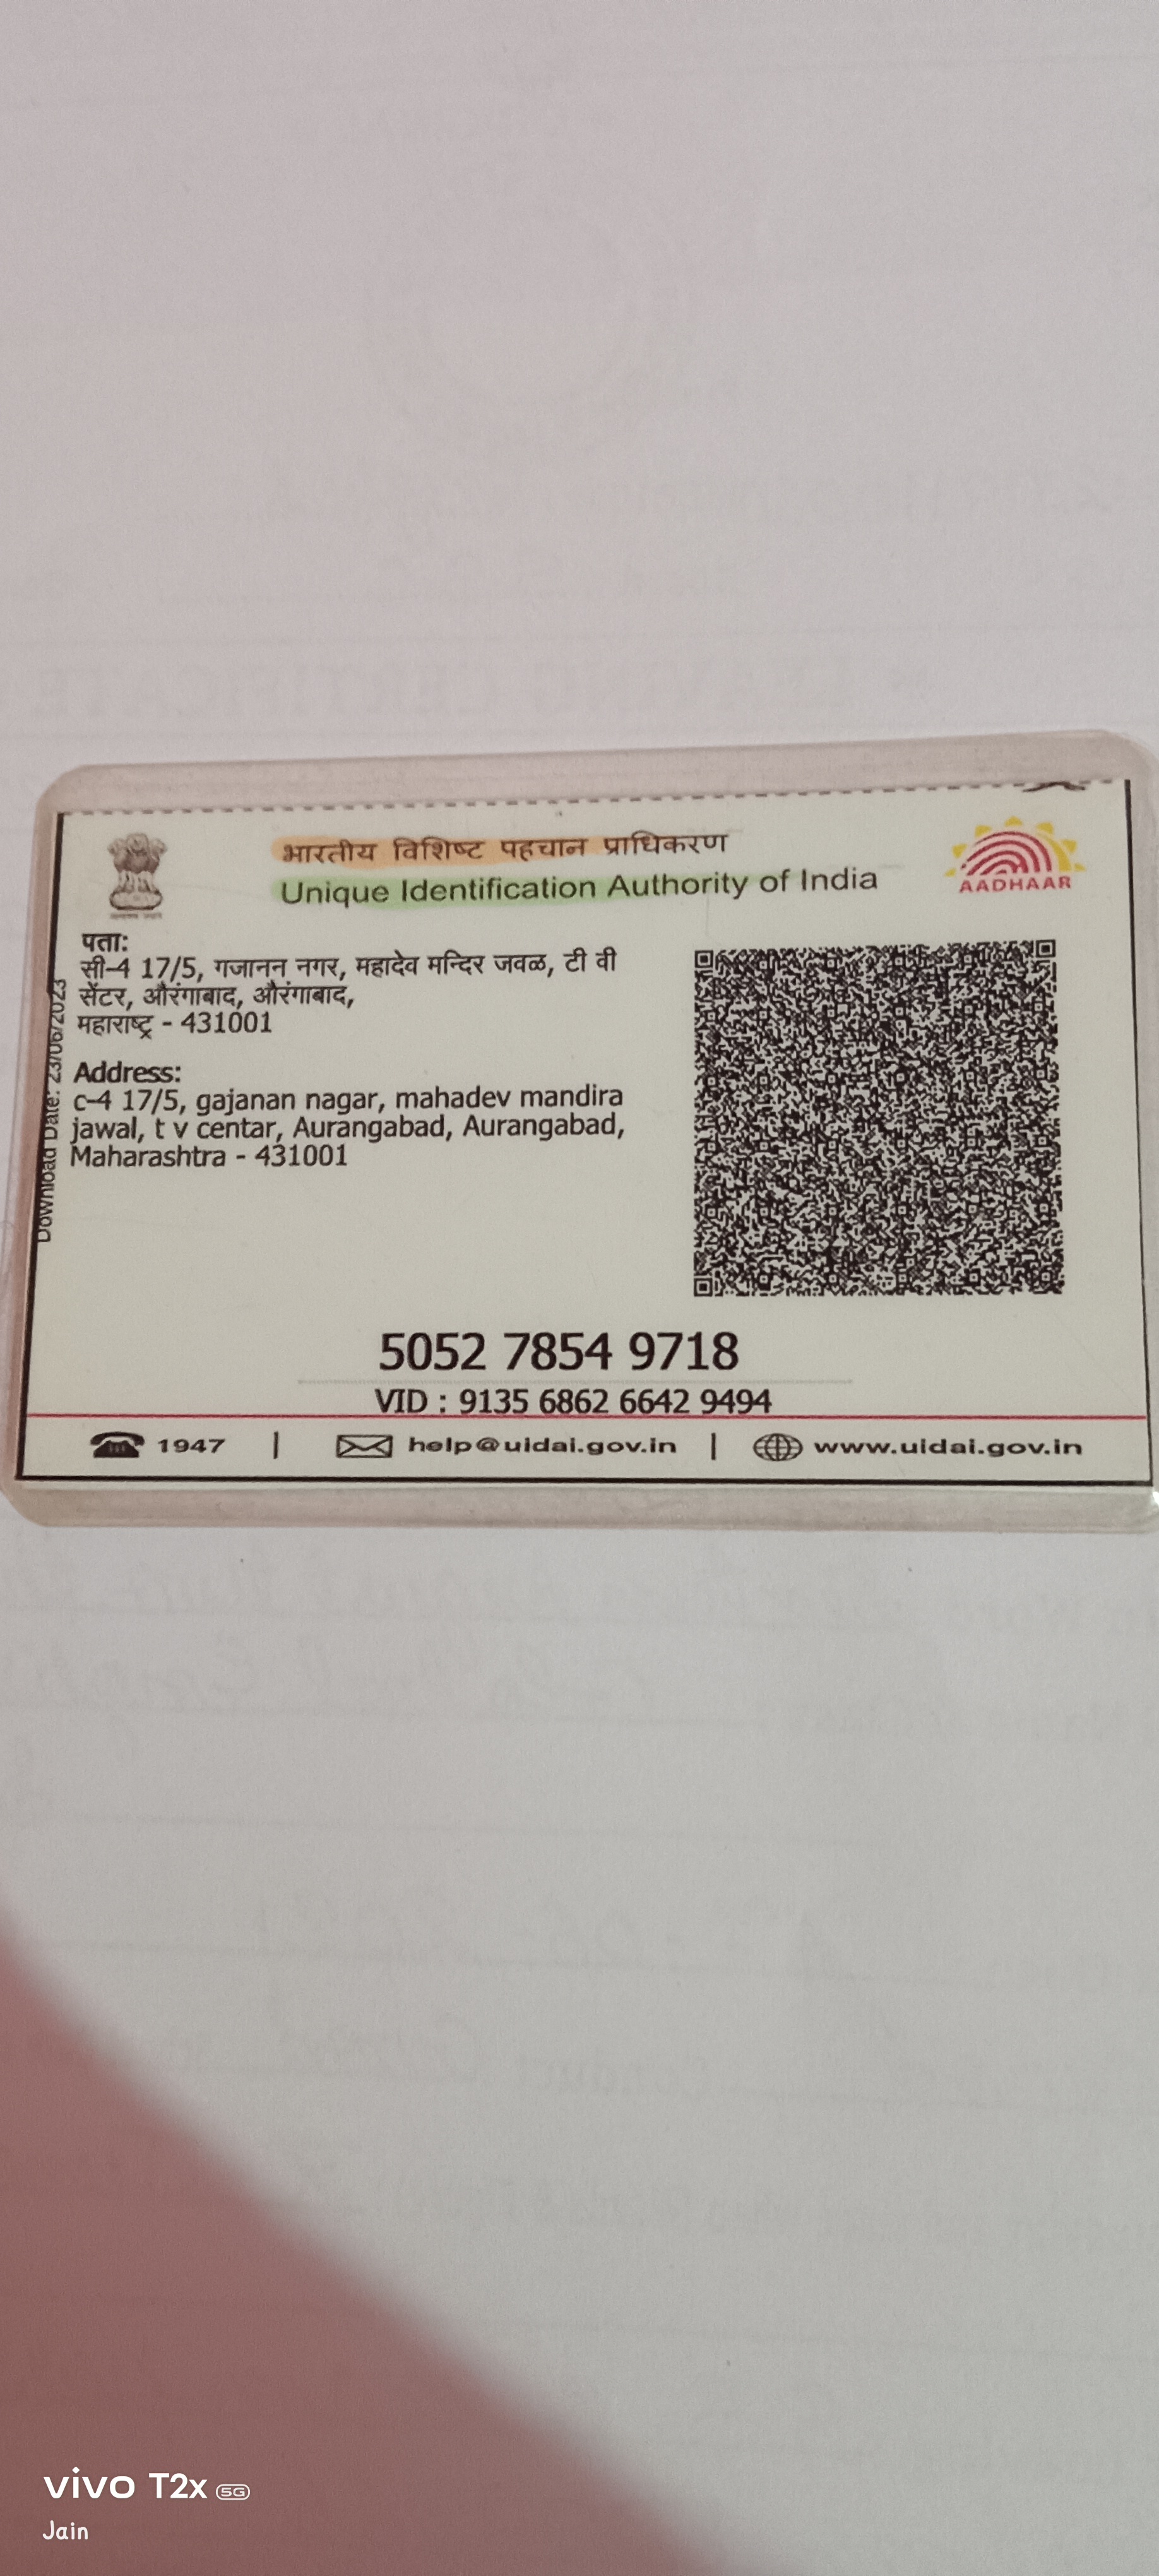 भारतीय विशिष्ट पहचान प्राधिकरण
Unique Identification Authority of India
AADHAAR
पता:
सी-4 17/5, गजानन नगर, महादेव मन्दिर जवळ, टी वी
सेंटर, औरंगाबाद, औरंगाबाद,
महाराष्ट्र - 431001
Address:
c-4 17/5, gajanan nagar, mahadev mandira
jawal, t v centar, Aurangabad, Aurangabad,
Maharashtra - 431001
Download Date: 23/06/2023
5052 7854 9718
VID : 9135 6862 6642 9494
1947 | help@uidai.gov.in | www.uidai.gov.in
vivo T2x 5G
Jain